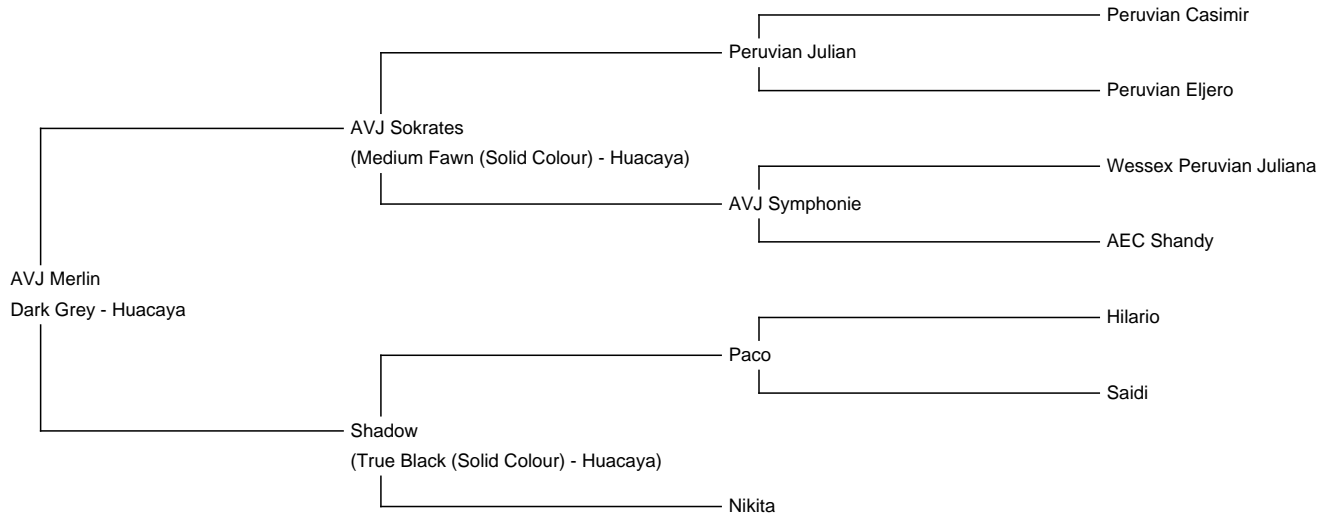 Peruvian Casimir
Peruvian Julian
Peruvian Eljero
AVJ Sokrates
(Medium Fawn (Solid Colour) - Huacaya)
Wessex Peruvian Juliana
AVJ Symphonie
AEC Shandy
AVJ Merlin
Dark Grey - Huacaya
Hilario
Paco
Saidi
Shadow
(True Black (Solid Colour) - Huacaya)
Nikita